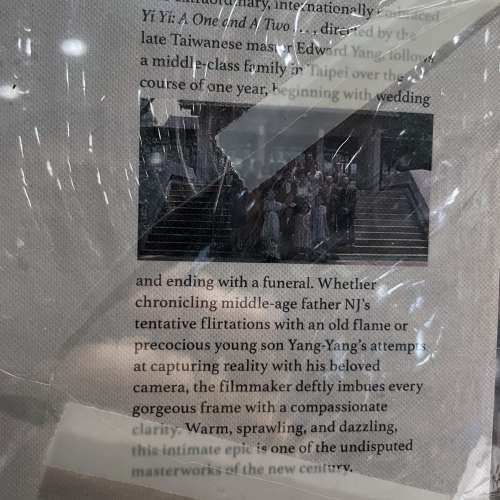 extraordinary, internationally embraced
Yi Yi: A One and A Two . . . , directed by the
late Taiwanese master Edward Yang, follows
a middle-class family in Taipei over the
course of one year, beginning with wedding
and ending with a funeral. Whether
chronicling middle-age father NJ's
tentative flirtations with an old flame or
precocious young son Yang-Yang's attempts
at capturing reality with his beloved
camera, the filmmaker deftly imbues every
gorgeous frame with a compassionate
clarity. Warm, sprawling, and dazzling,
this intimate epic is one of the undisputed
masterworks of the new century.